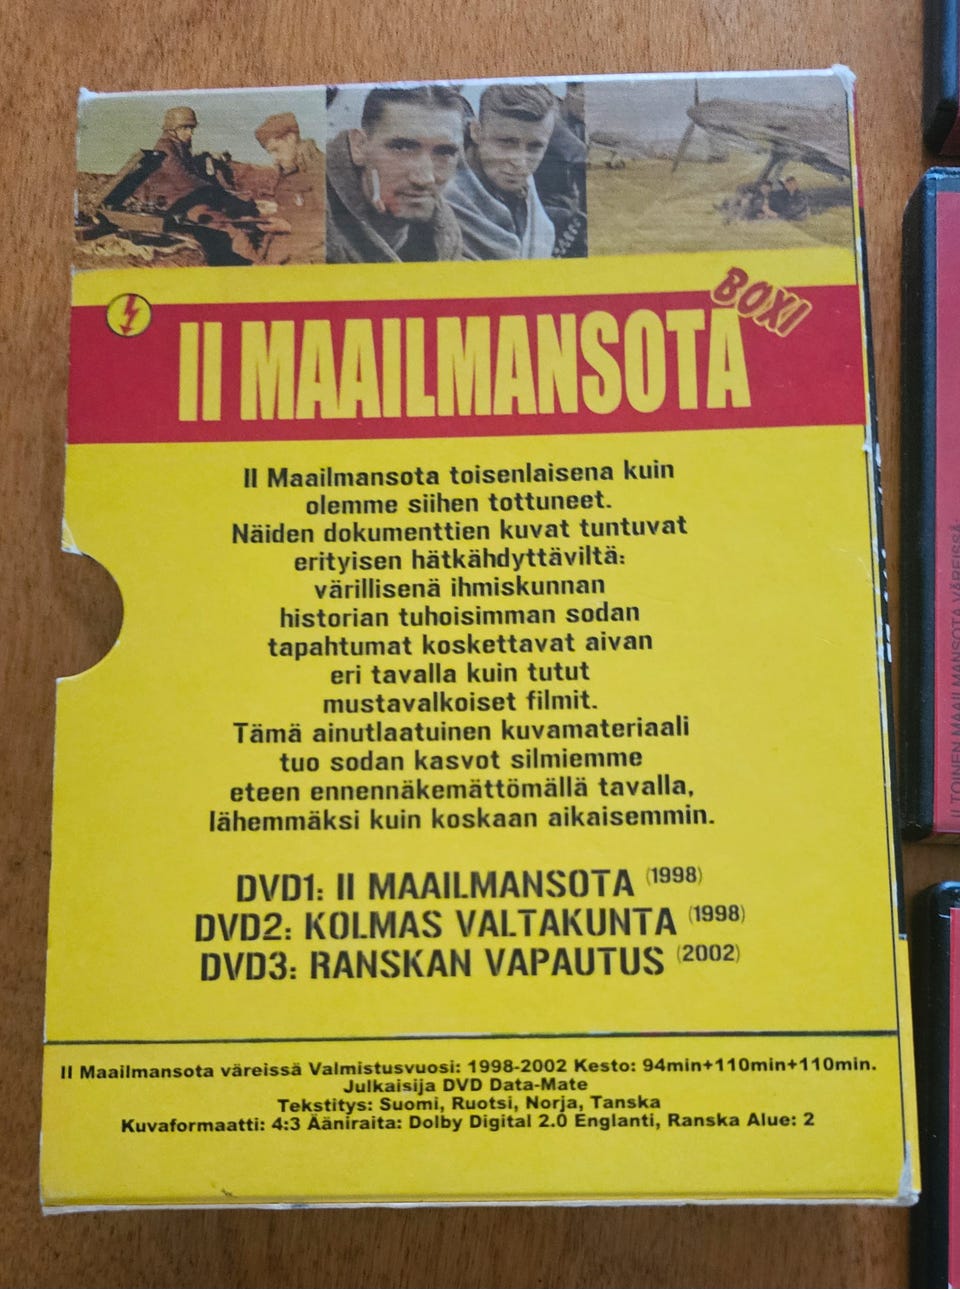 BOXI
II MAAILMANSOTA
II Maailmansota toisenlaisena kuin
olemme siihen tottuneet.
Näiden dokumenttien kuvat tuntuvat
erityisen hätkähdyttäviltä:
värillisenä ihmiskunnan
historian tuhoisimman sodan
tapahtumat koskettavat aivan
eri tavalla kuin tutut
mustavalkoiset filmit.
Tämä ainutlaatuinen kuvamateriaali
tuo sodan kasvot silmiemme
eteen ennennäkemättömällä tavalla,
lähemmäksi kuin koskaan aikaisemmin.
DVD1: II MAAILMANSOTA (1998)
DVD2: KOLMAS VALTAKUNTA (1998)
DVD3: RANSKAN VAPAUTUS (2002)
II Maailmansota väreissä Valmistusvuosi: 1998-2002 Kesto: 94min+110min+110min.
Julkaisija DVD Data-Mate
Tekstitys: Suomi, Ruotsi, Norja, Tanska
Kuvaformaatti: 4:3 Ääniraita: Dolby Digital 2.0 Englanti, Ranska Alue: 2
II TOINEN MAAILMANSOTA VÄREISSÄ: